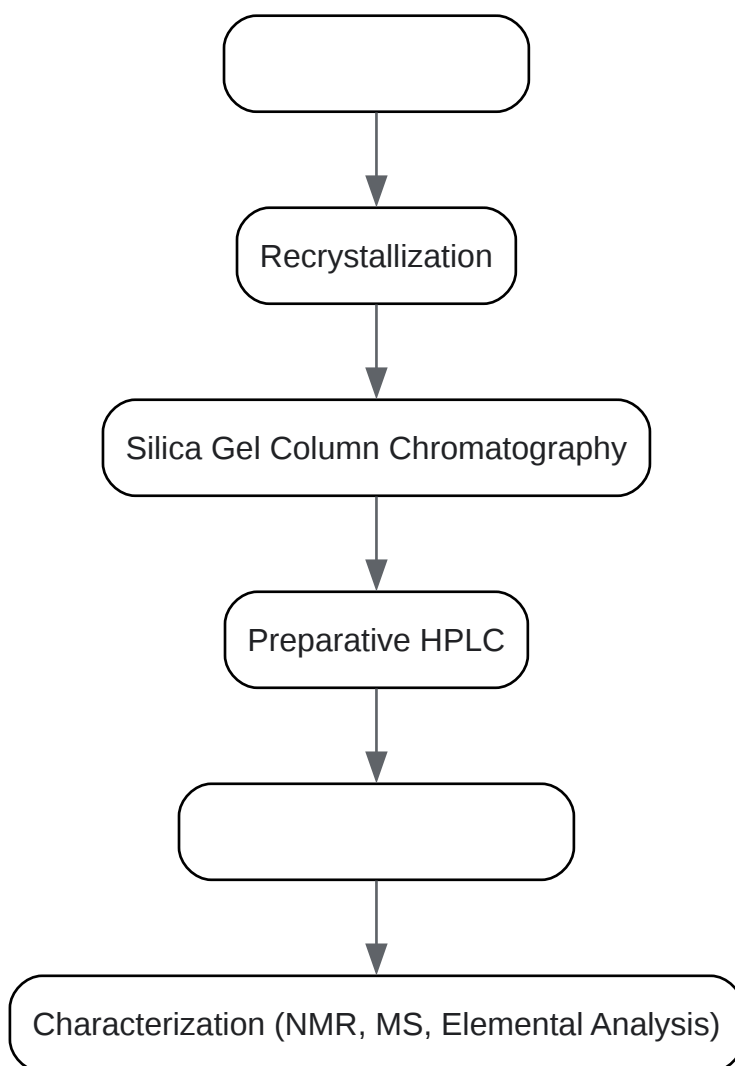 Recrystallization
Silica Gel Column Chromatography
Preparative HPLC
Characterization (NMR, MS, Elemental Analysis)